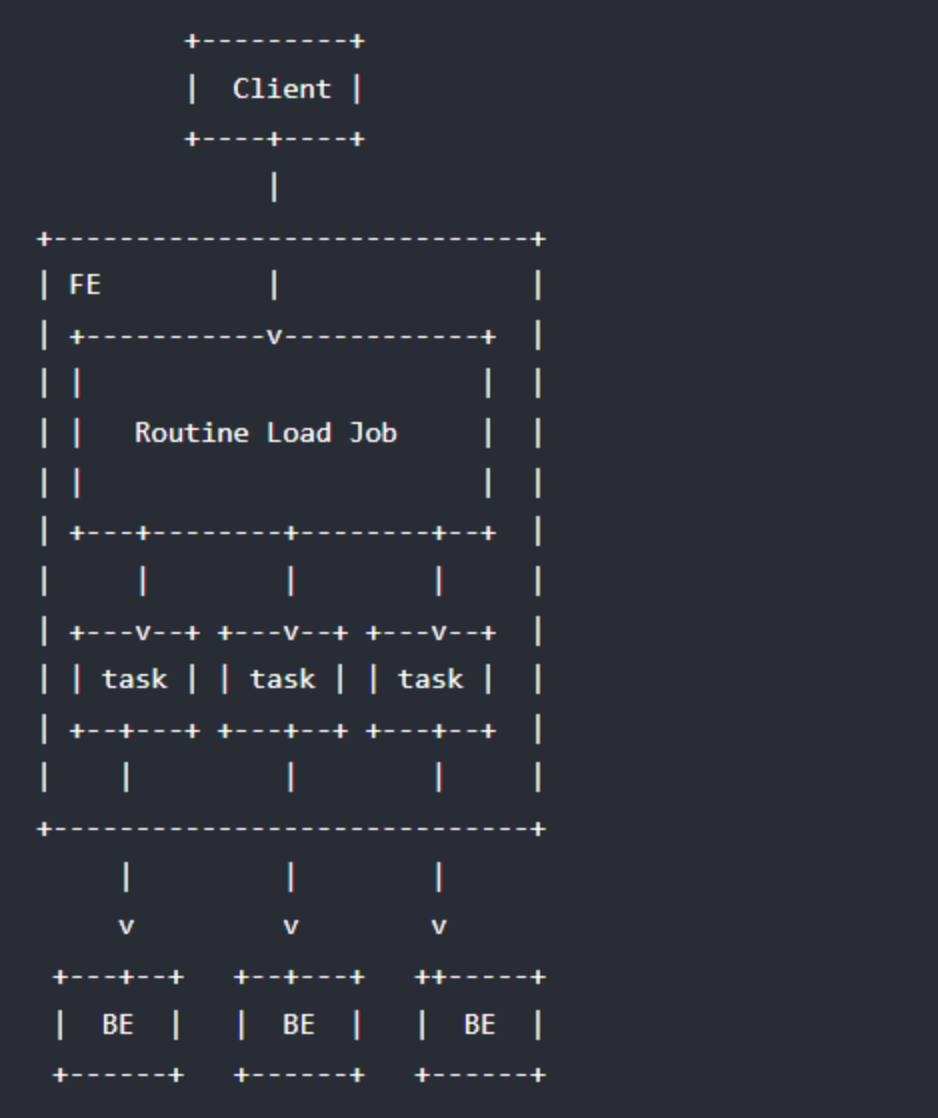 +---------+
         |  Client |
         +----+----+
              |
+-----------------------------+
| FE          |               |
| +-----------v------------+  |
| |                        |  |
| |   Routine Load Job     |  |
| |                        |  |
| +---+--------+--------+--+  |
|     |        |        |     |
| +---v--+ +---v--+ +---v--+  |
| | task | | task | | task |  |
| +--+---+ +---+--+ +---+--+  |
|    |         |        |     |
+-----------------------------+
     |         |        |
     v         v        v
 +---+--+   +--+---+   ++-----+
 |  BE  |   |  BE  |   |  BE  |
 +------+   +------+   +------+